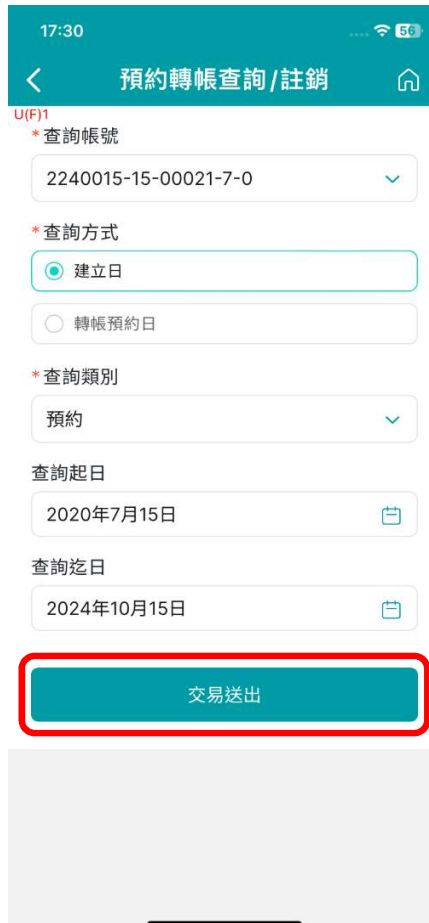 17:30
56
預約轉帳查詢/註銷
U(F)1
*查詢帳號
2240015-15-00021-7-0
*查詢方式
建立日
轉帳預約日
*查詢類別
預約
查詢起日
2020年7月15日
查詢迄日
2024年10月15日
交易送出